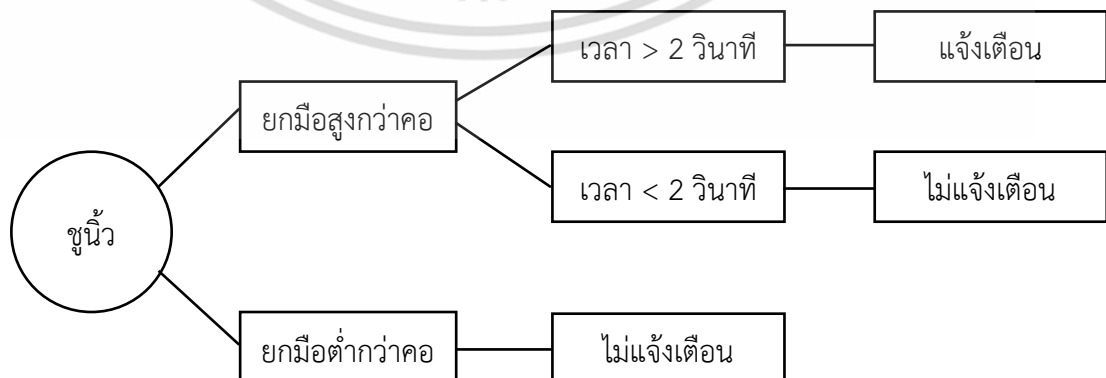 เวลา > 2 วินาที
แจ้งเตือน
ยกมือสูงกว่าคอ
เวลา < 2 วินาที
ไม่แจ้งเตือน
ชูนิ้ว
ยกมือต่ำกว่าคอ
ไม่แจ้งเตือน